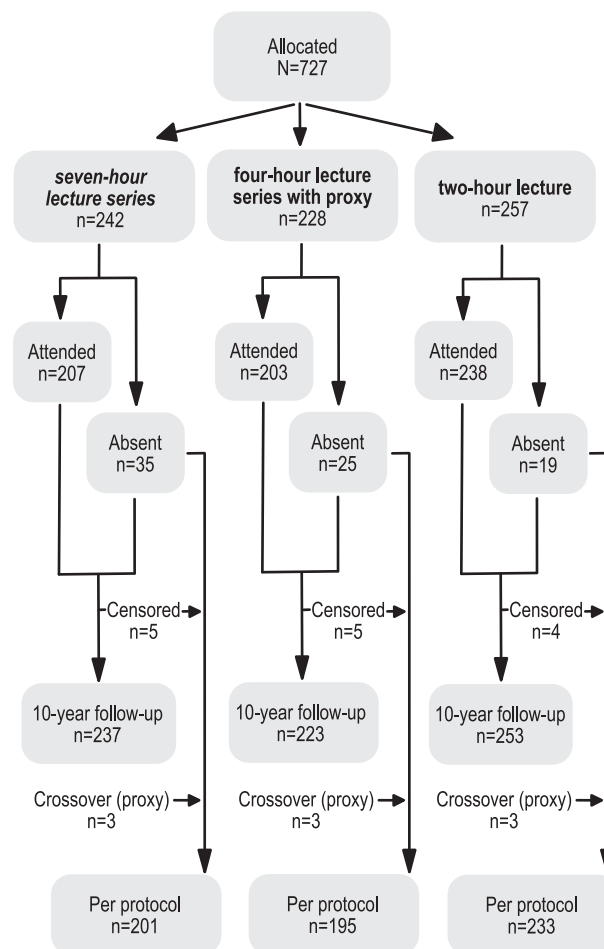 Allocated
N=727
seven-hour
lecture series
n=242
four-hour lecture
series with proxy
n=228
two-hour lecture
n=257
Attended
n=207
Absent
n=35
Attended
n=203
Absent
n=25
Attended
n=238
Absent
n=19
Censored
n=5
Censored
n=5
Censored
n=4
10-year follow-up
n=237
10-year follow-up
n=223
10-year follow-up
n=253
Crossover (proxy)
n=3
Crossover (proxy)
n=3
Crossover (proxy)
n=3
Per protocol
n=201
Per protocol
n=195
Per protocol
n=233